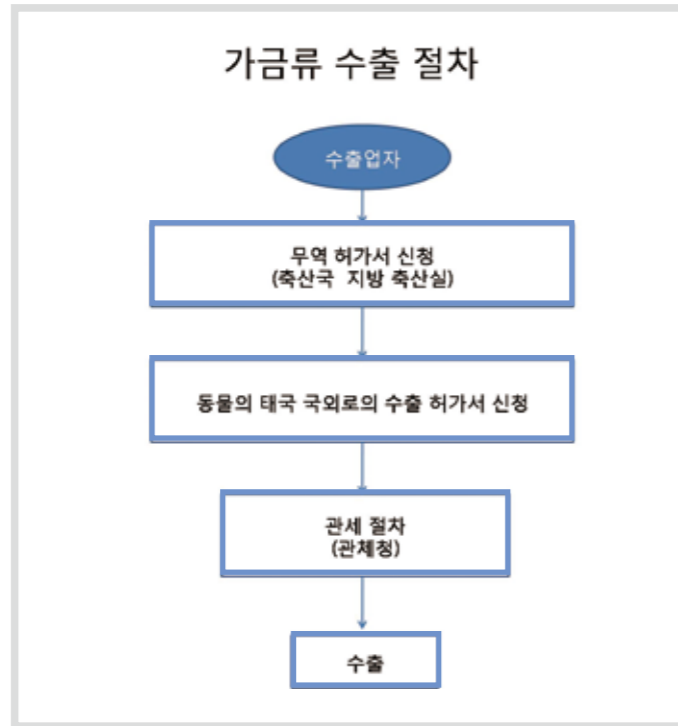 가금류 수출 절차
수출업자
무역 허가서 신청
(축산국 지방 축산실)
동물의 태국 국외로의 수출 허가서 신청
관세 절차
(관체청)
수출